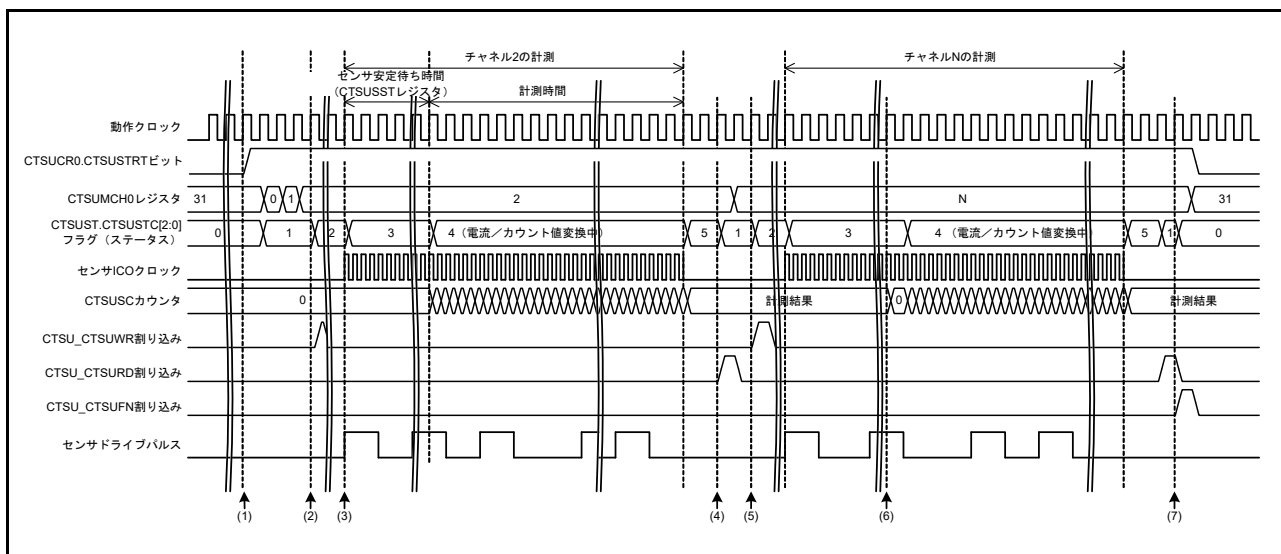 チャネル2の計測
チャネルNの計測
センサ安定待ち時間
（CTSUSSTレジスタ）
計測時間
動作クロック
CTSUCR0.CTSUSTRTビット
CTSUMCH0レジスタ
31
0
1
2
N
31
CTSUST.CTSUSTC[2:0]
フラグ（ステータス）
0
1
2
3
4（電流／カウント値変換中）
5
1
2
3
4 （電流／カウント値変換中）
5
1
0
センサICOクロック
CTSUSCカウンタ
0
計測結果
0
計測結果
CTSU_CTSUWR割り込み
CTSU_CTSURD割り込み
CTSU_CTSUFN割り込み
センサドライブパルス
(1)
(2)
(3)
(4)
(5)
(6)
(7)